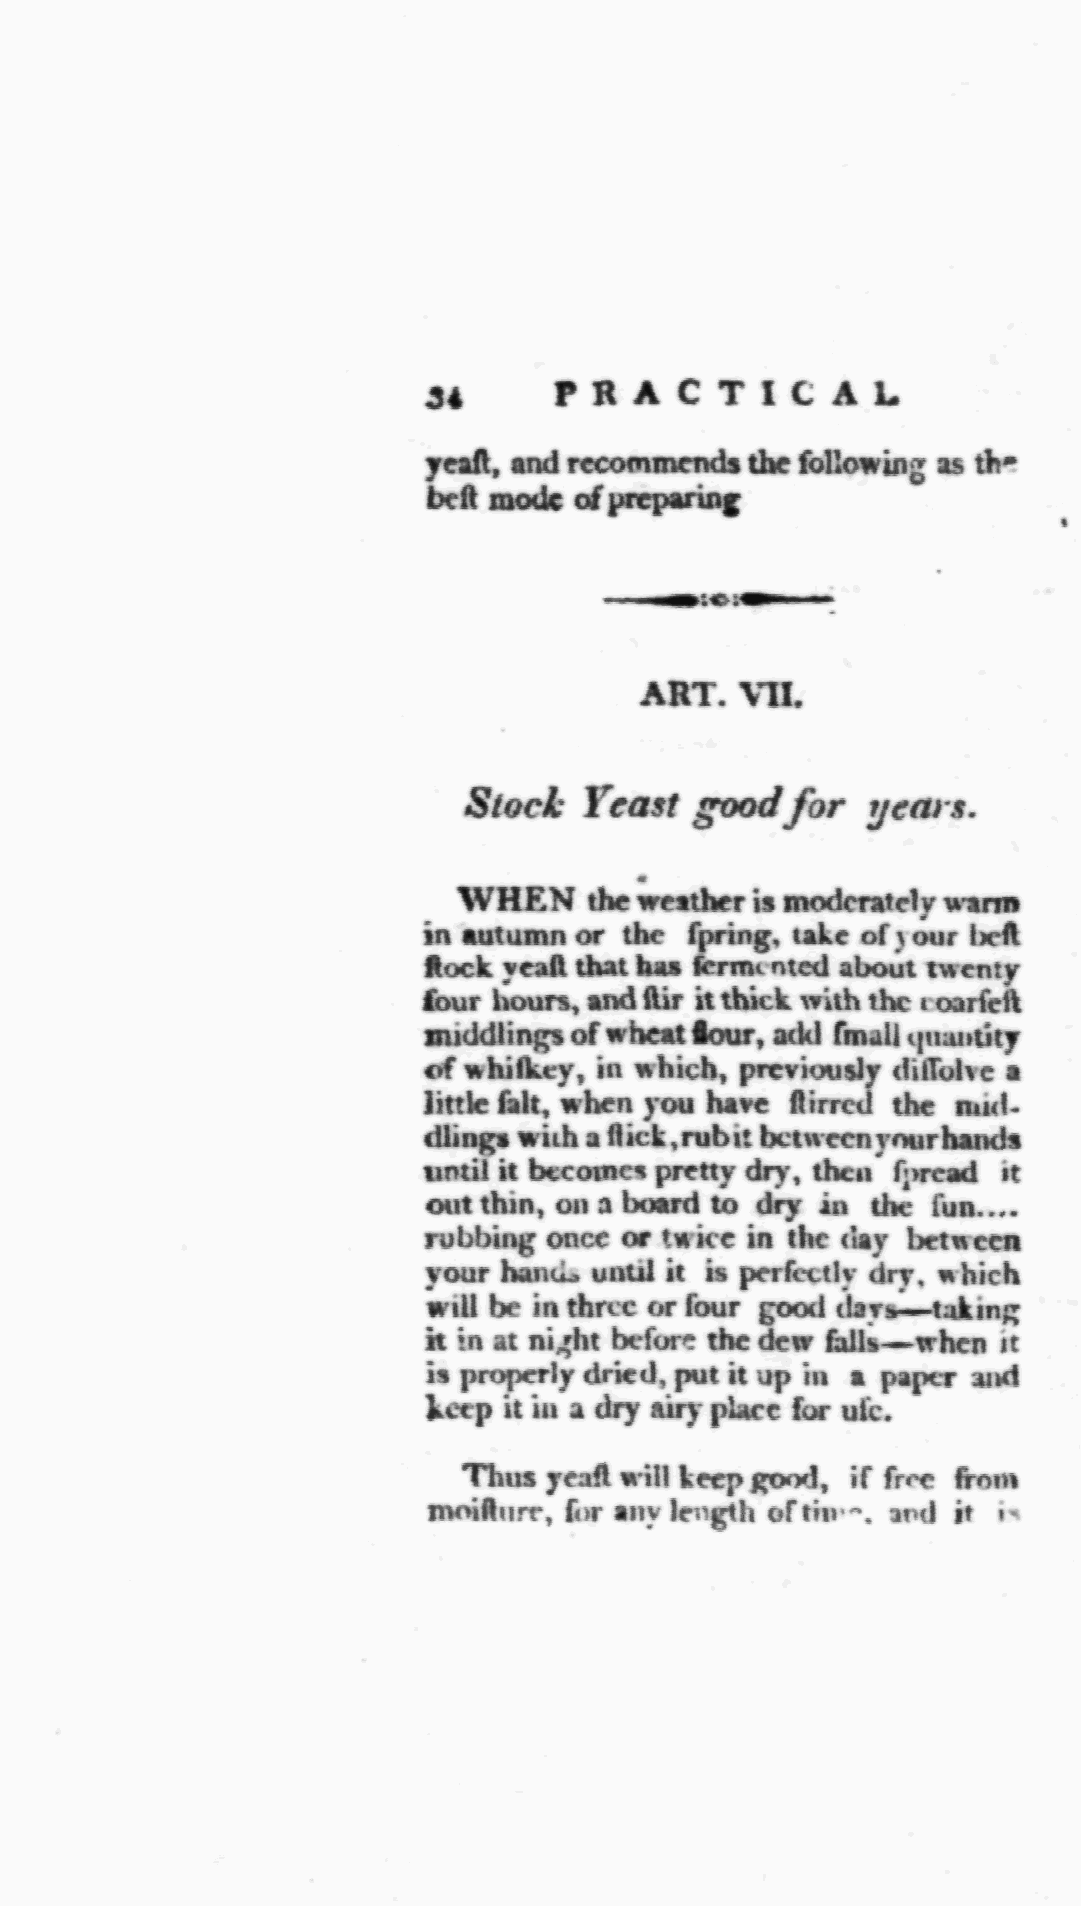 34 PRACTICAL
yeaſt, and recommends the following as the
beſt mode of preparing
ART. VII.
Stock Yeast good for years.
WHEN the weather is moderately warm
in autumn or the ſpring, take of your beſt
ſtock yeaſt that has fermented about twenty
four hours, and ſtir it thick with the coarſeſt
middlings of wheat flour, add ſmall quantity
of whiſkey, in which, previously diſſolve a
little ſalt, when you have ſtirred the mid-
dlings with a ſtick, rub it between your hands
until it becomes pretty dry, then ſpread it
out thin, on a board to dry in the ſun....
rubbing once or twice in the day between
your hands until it is perfectly dry, which
will be in three or four good days—taking
it in at night before the dew falls—when it
is properly dried, put it up in a paper and
keep it in a dry airy place for uſe.
Thus yeaſt will keep good, if free from
moiſture, for any length of time, and it is